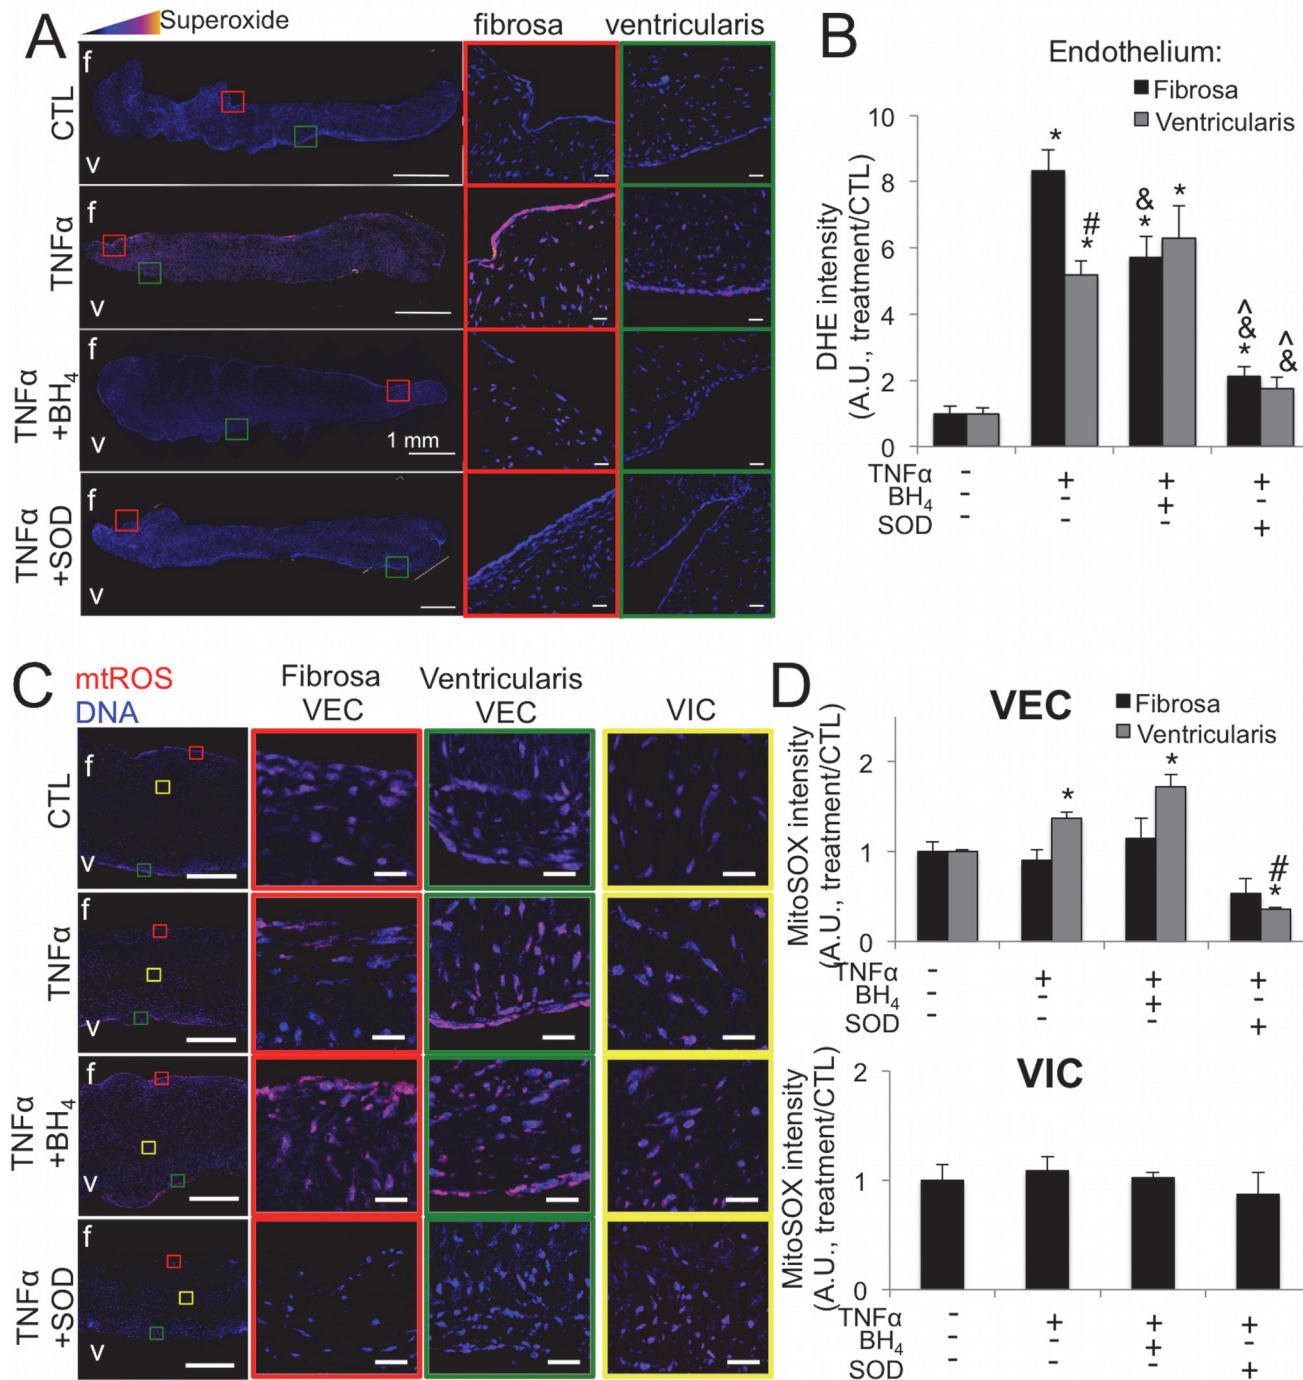 A
Superoxide
fibrosa
ventricularis
f
CTL
v
f
TNFα
v
f
TNFα
+BH4
v
1 mm
f
TNFα
+SOD
v
B
Endothelium:
Fibrosa
Ventricularis
DHE intensity
(A.U., treatment/CTL)
10
8
6
4
2
0
*
#
*
&
*
*
^
&
*
^
&
TNFα - + + +
BH4 - - + -
SOD - - - +
C
mtROS
DNA
Fibrosa
VEC
Ventricularis
VEC
VIC
f
CTL
v
f
TNFα
v
f
TNFα
+BH4
v
f
TNFα
+SOD
v
D
VEC
Fibrosa
Ventricularis
MitoSOX intensity
(A.U., treatment/CTL)
2
1
0
*
*
#
*
TNFα - + + +
BH4 - - + -
SOD - - - +
VIC
MitoSOX intensity
(A.U., treatment/CTL)
2
1
0
TNFα - + + +
BH4 - - + -
SOD - - - +